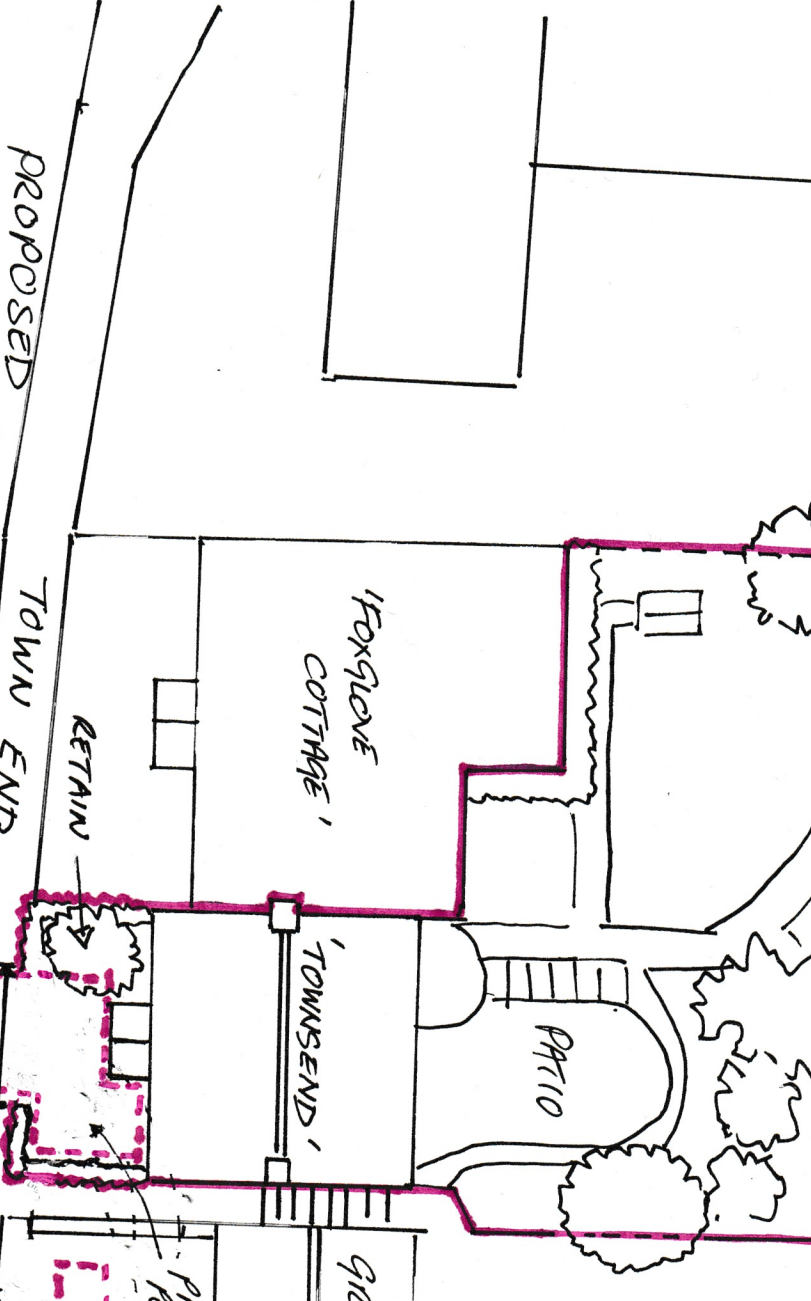 PROPOSED
TOWN END
RETAIN
'FOXGLOVE
COTTAGE'
'TOWNSEND'
PATIO